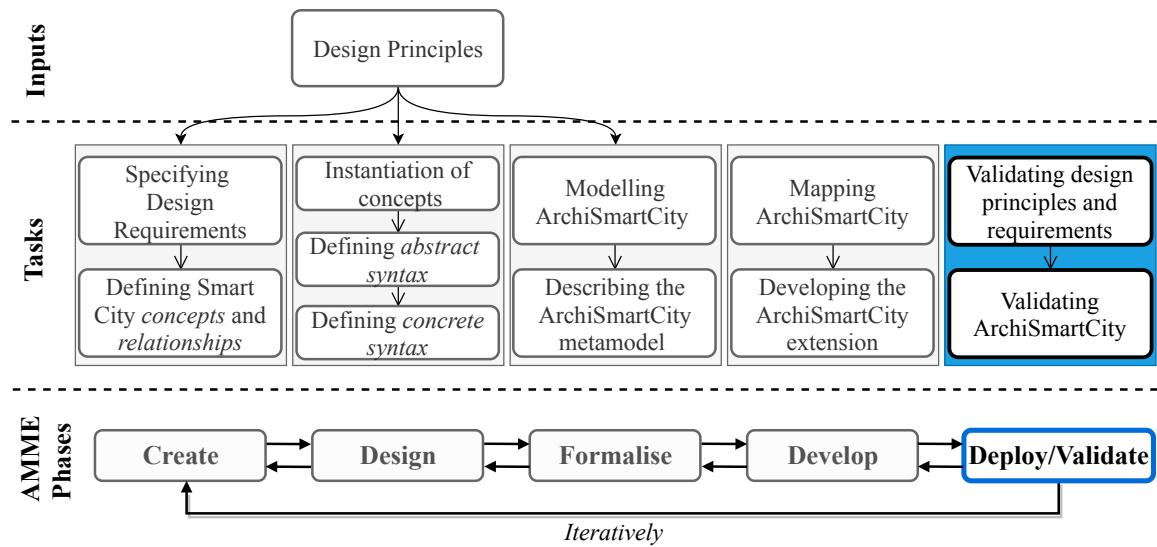 Inputs
Design Principles
Tasks
Specifying
Design
Requirements
Defining Smart
City concepts and
relationships
Instantiation of
concepts
Defining abstract
syntax
Defining concrete
syntax
Modelling
ArchiSmartCity
Describing the
ArchiSmartCity
metamodel
Mapping
ArchiSmartCity
Developing the
ArchiSmartCity
extension
Validating design
principles and
requirements
Validating
ArchiSmartCity
AMME
Phases
Create
Design
Formalise
Develop
Deploy/Validate
Iteratively